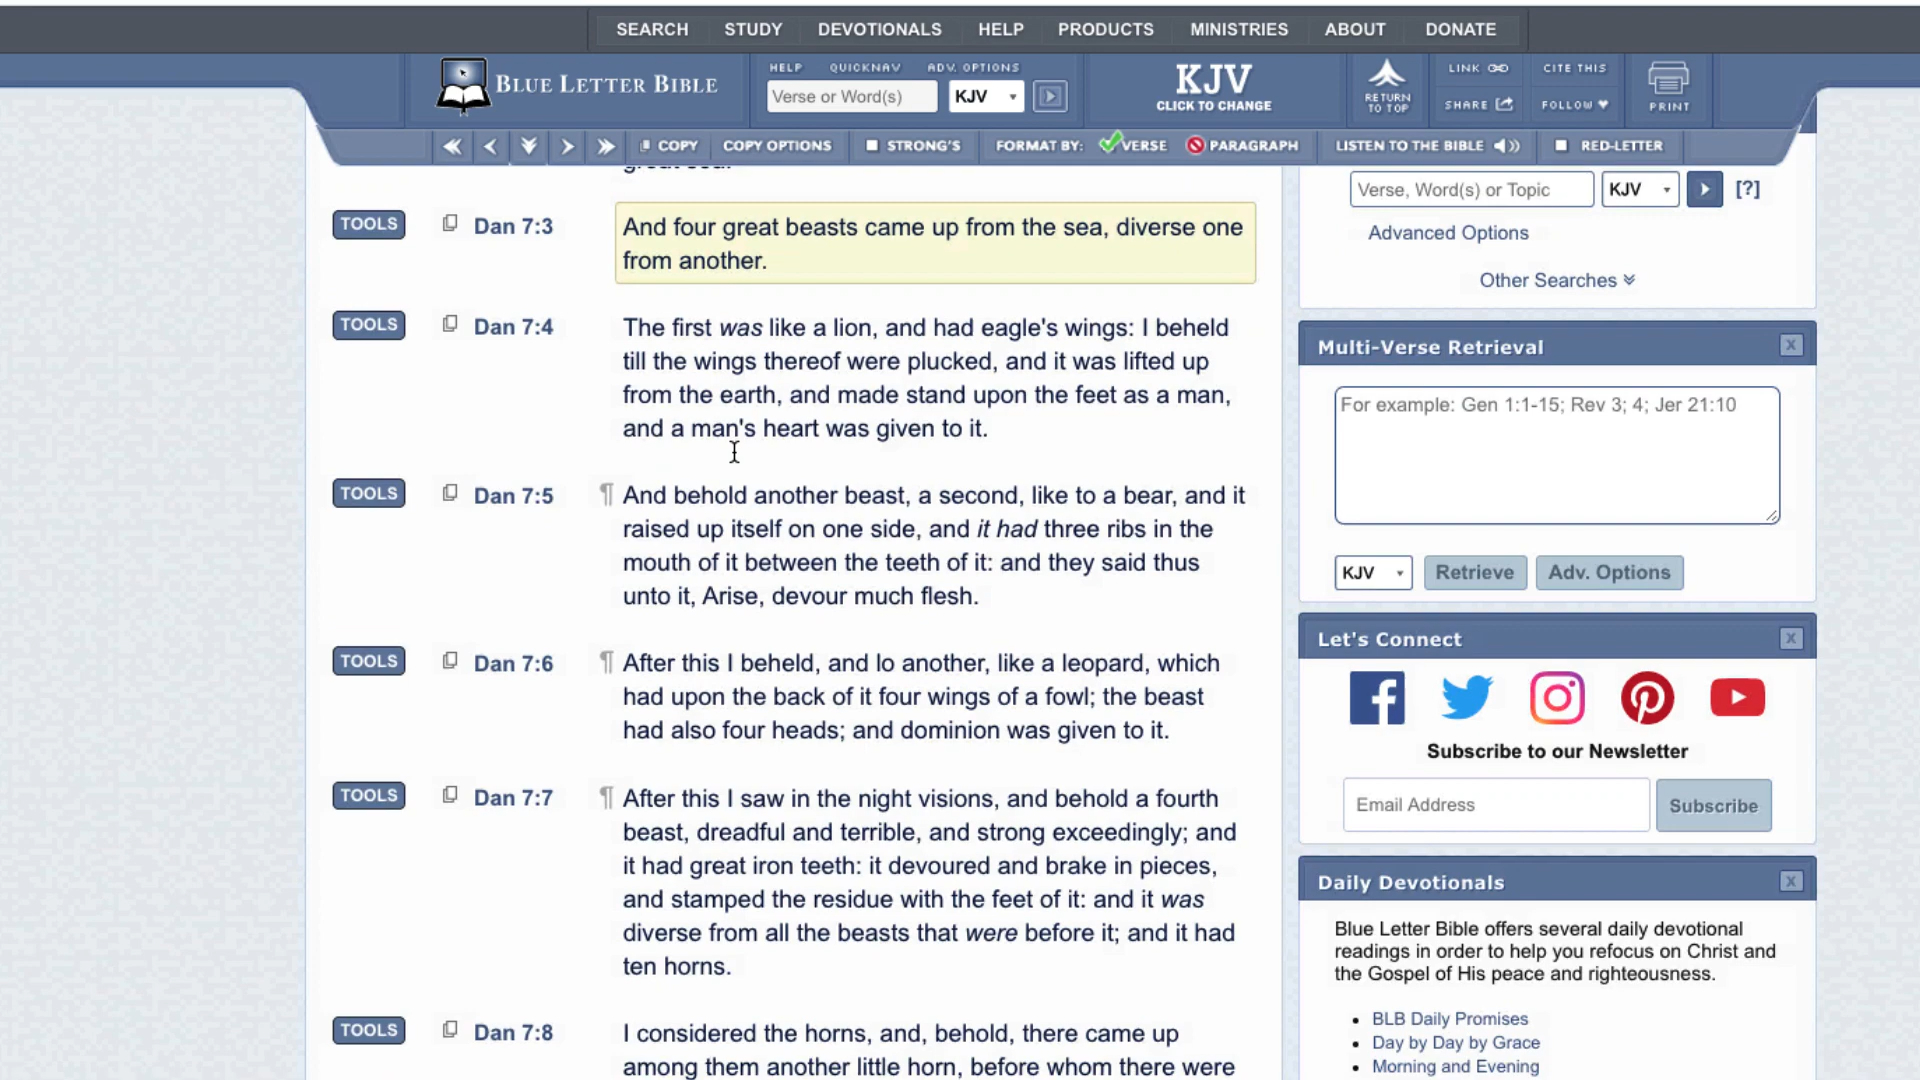 SEARCH STUDY DEVOTIONALS HELP PRODUCTS MINISTRIES ABOUT DONATE
BLUE LETTER BIBLE
HELP QUICKNAV ADV. OPTIONS
Verse or Word(s) KJV
KJV
CLICK TO CHANGE
RETURN
TO TOP
LINK CITE THIS
SHARE FOLLOW
PRINT
COPY COPY OPTIONS STRONG'S FORMAT BY: VERSE PARAGRAPH LISTEN TO THE BIBLE RED-LETTER
TOOLS Dan 7:3 And four great beasts came up from the sea, diverse one
from another.
TOOLS Dan 7:4 The first was like a lion, and had eagle's wings: I beheld
till the wings thereof were plucked, and it was lifted up
from the earth, and made stand upon the feet as a man,
and a man's heart was given to it.
TOOLS Dan 7:5 ¶ And behold another beast, a second, like to a bear, and it
raised up itself on one side, and it had three ribs in the
mouth of it between the teeth of it: and they said thus
unto it, Arise, devour much flesh.
TOOLS Dan 7:6 ¶ After this I beheld, and lo another, like a leopard, which
had upon the back of it four wings of a fowl; the beast
had also four heads; and dominion was given to it.
TOOLS Dan 7:7 ¶ After this I saw in the night visions, and behold a fourth
beast, dreadful and terrible, and strong exceedingly; and
it had great iron teeth: it devoured and brake in pieces,
and stamped the residue with the feet of it: and it was
diverse from all the beasts that were before it; and it had
ten horns.
TOOLS Dan 7:8 I considered the horns, and, behold, there came up
among them another little horn, before whom there were
Verse, Word(s) or Topic KJV [?]
Advanced Options
Other Searches
Multi-Verse Retrieval X
For example: Gen 1:1-15; Rev 3; 4; Jer 21:10
KJV Retrieve Adv. Options
Let's Connect X
Subscribe to our Newsletter
Email Address Subscribe
Daily Devotionals X
Blue Letter Bible offers several daily devotional
readings in order to help you refocus on Christ and
the Gospel of His peace and righteousness.
• BLB Daily Promises
• Day by Day by Grace
• Morning and Evening